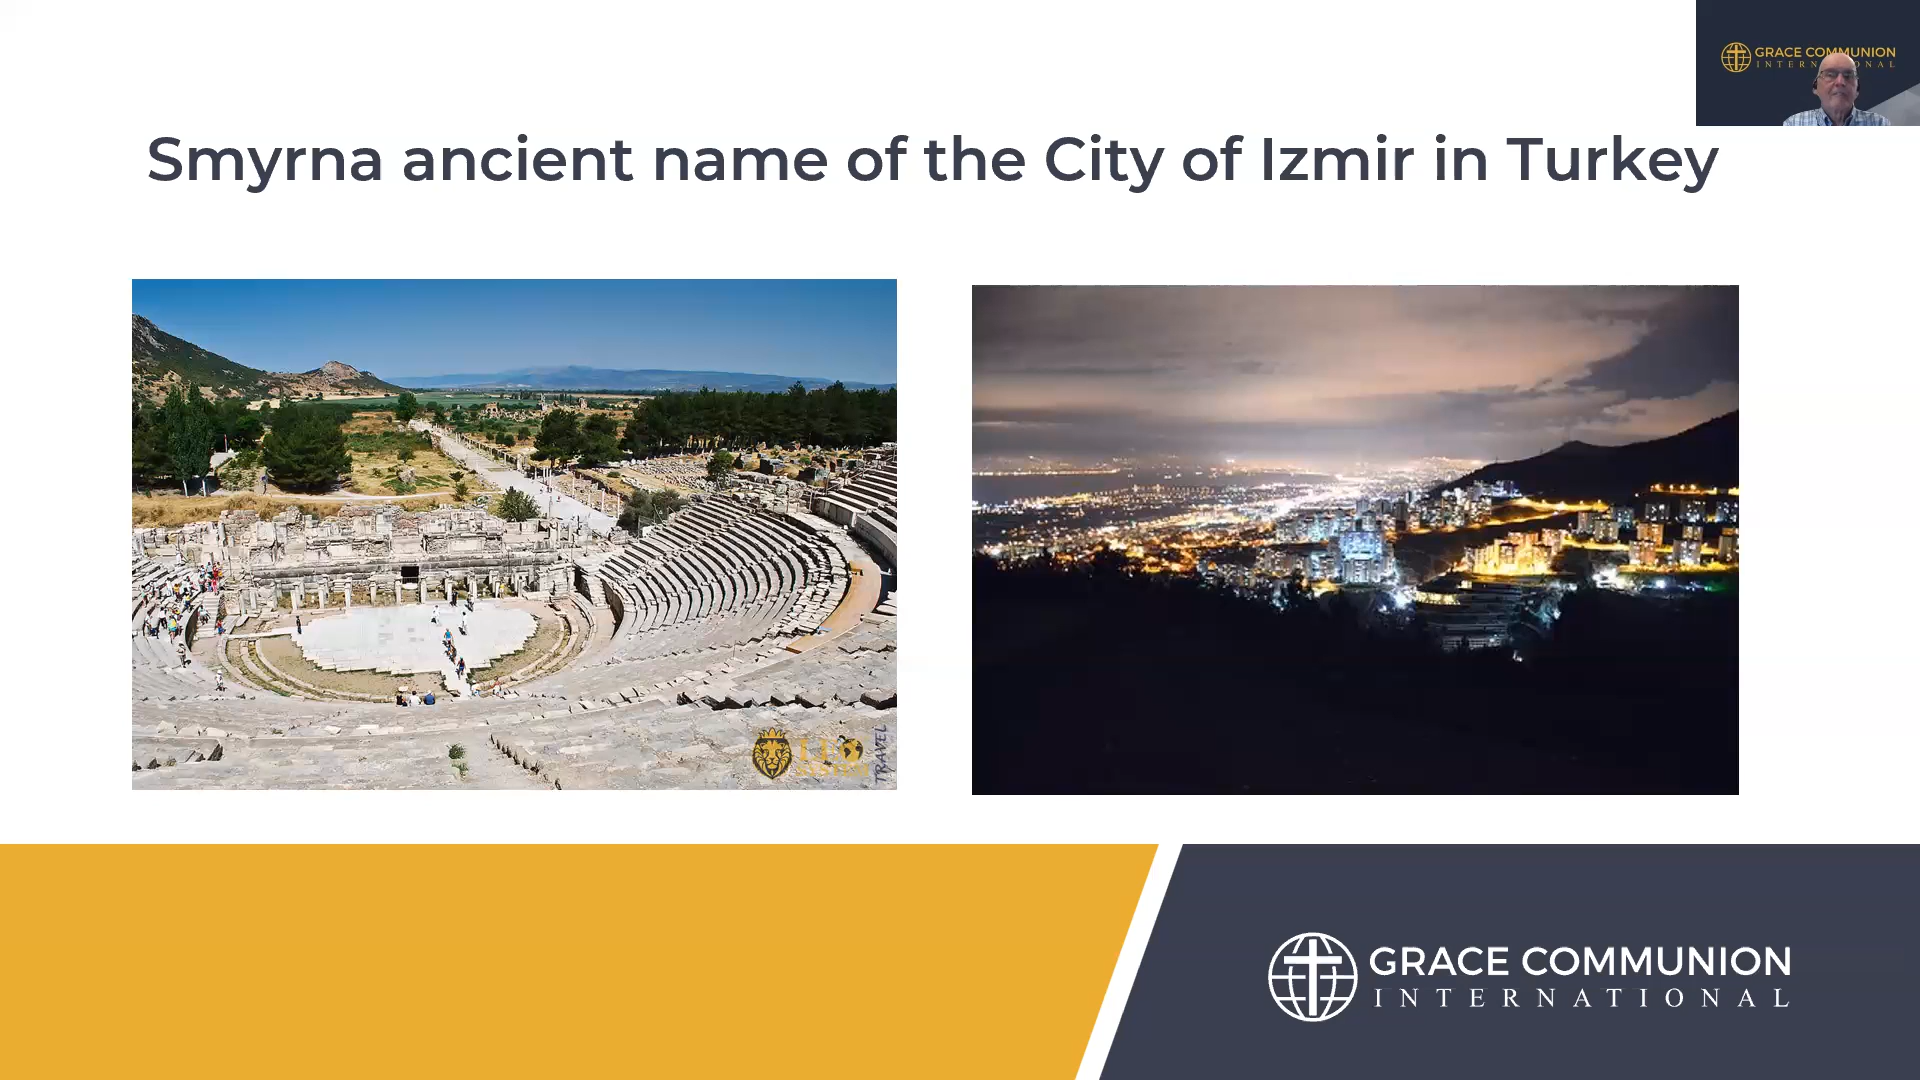 GRACE COMMUNION
Smyrna ancient name of the City of Izmir in Turkey
TRAVEL
GRACE COMMUNION
INTERNATIONAL